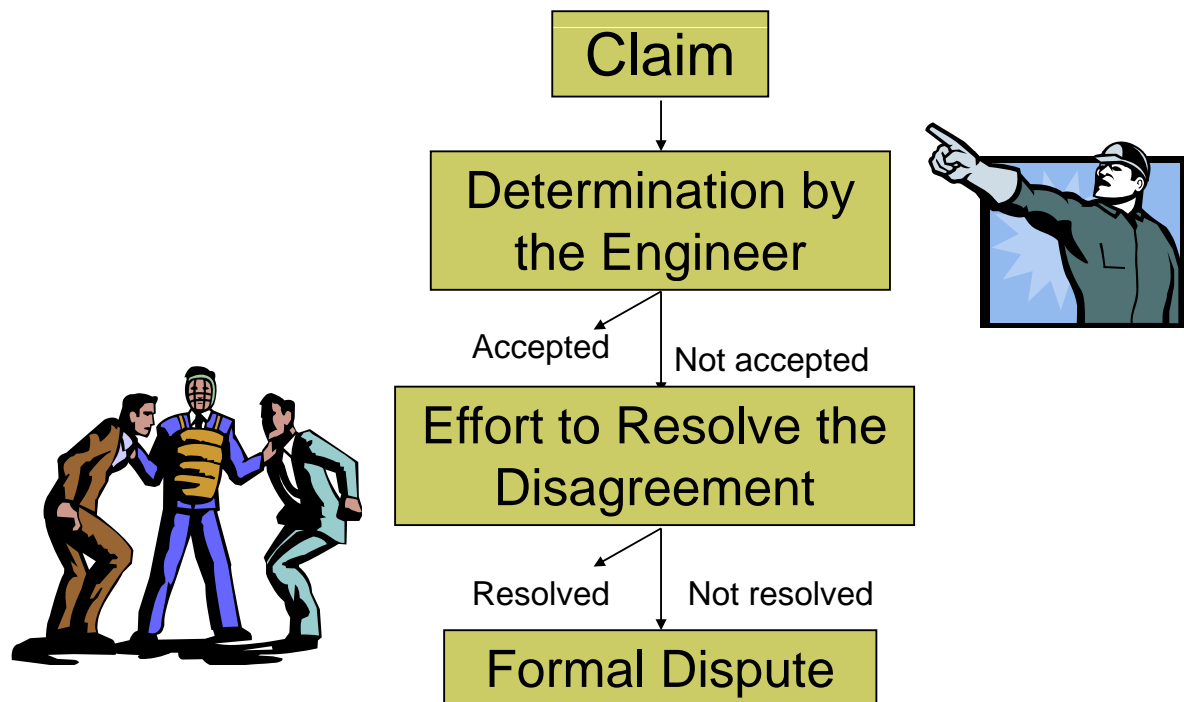 Claim
Determination by
the Engineer
Accepted
Not accepted
Effort to Resolve the
Disagreement
Resolved
Not resolved
Formal Dispute